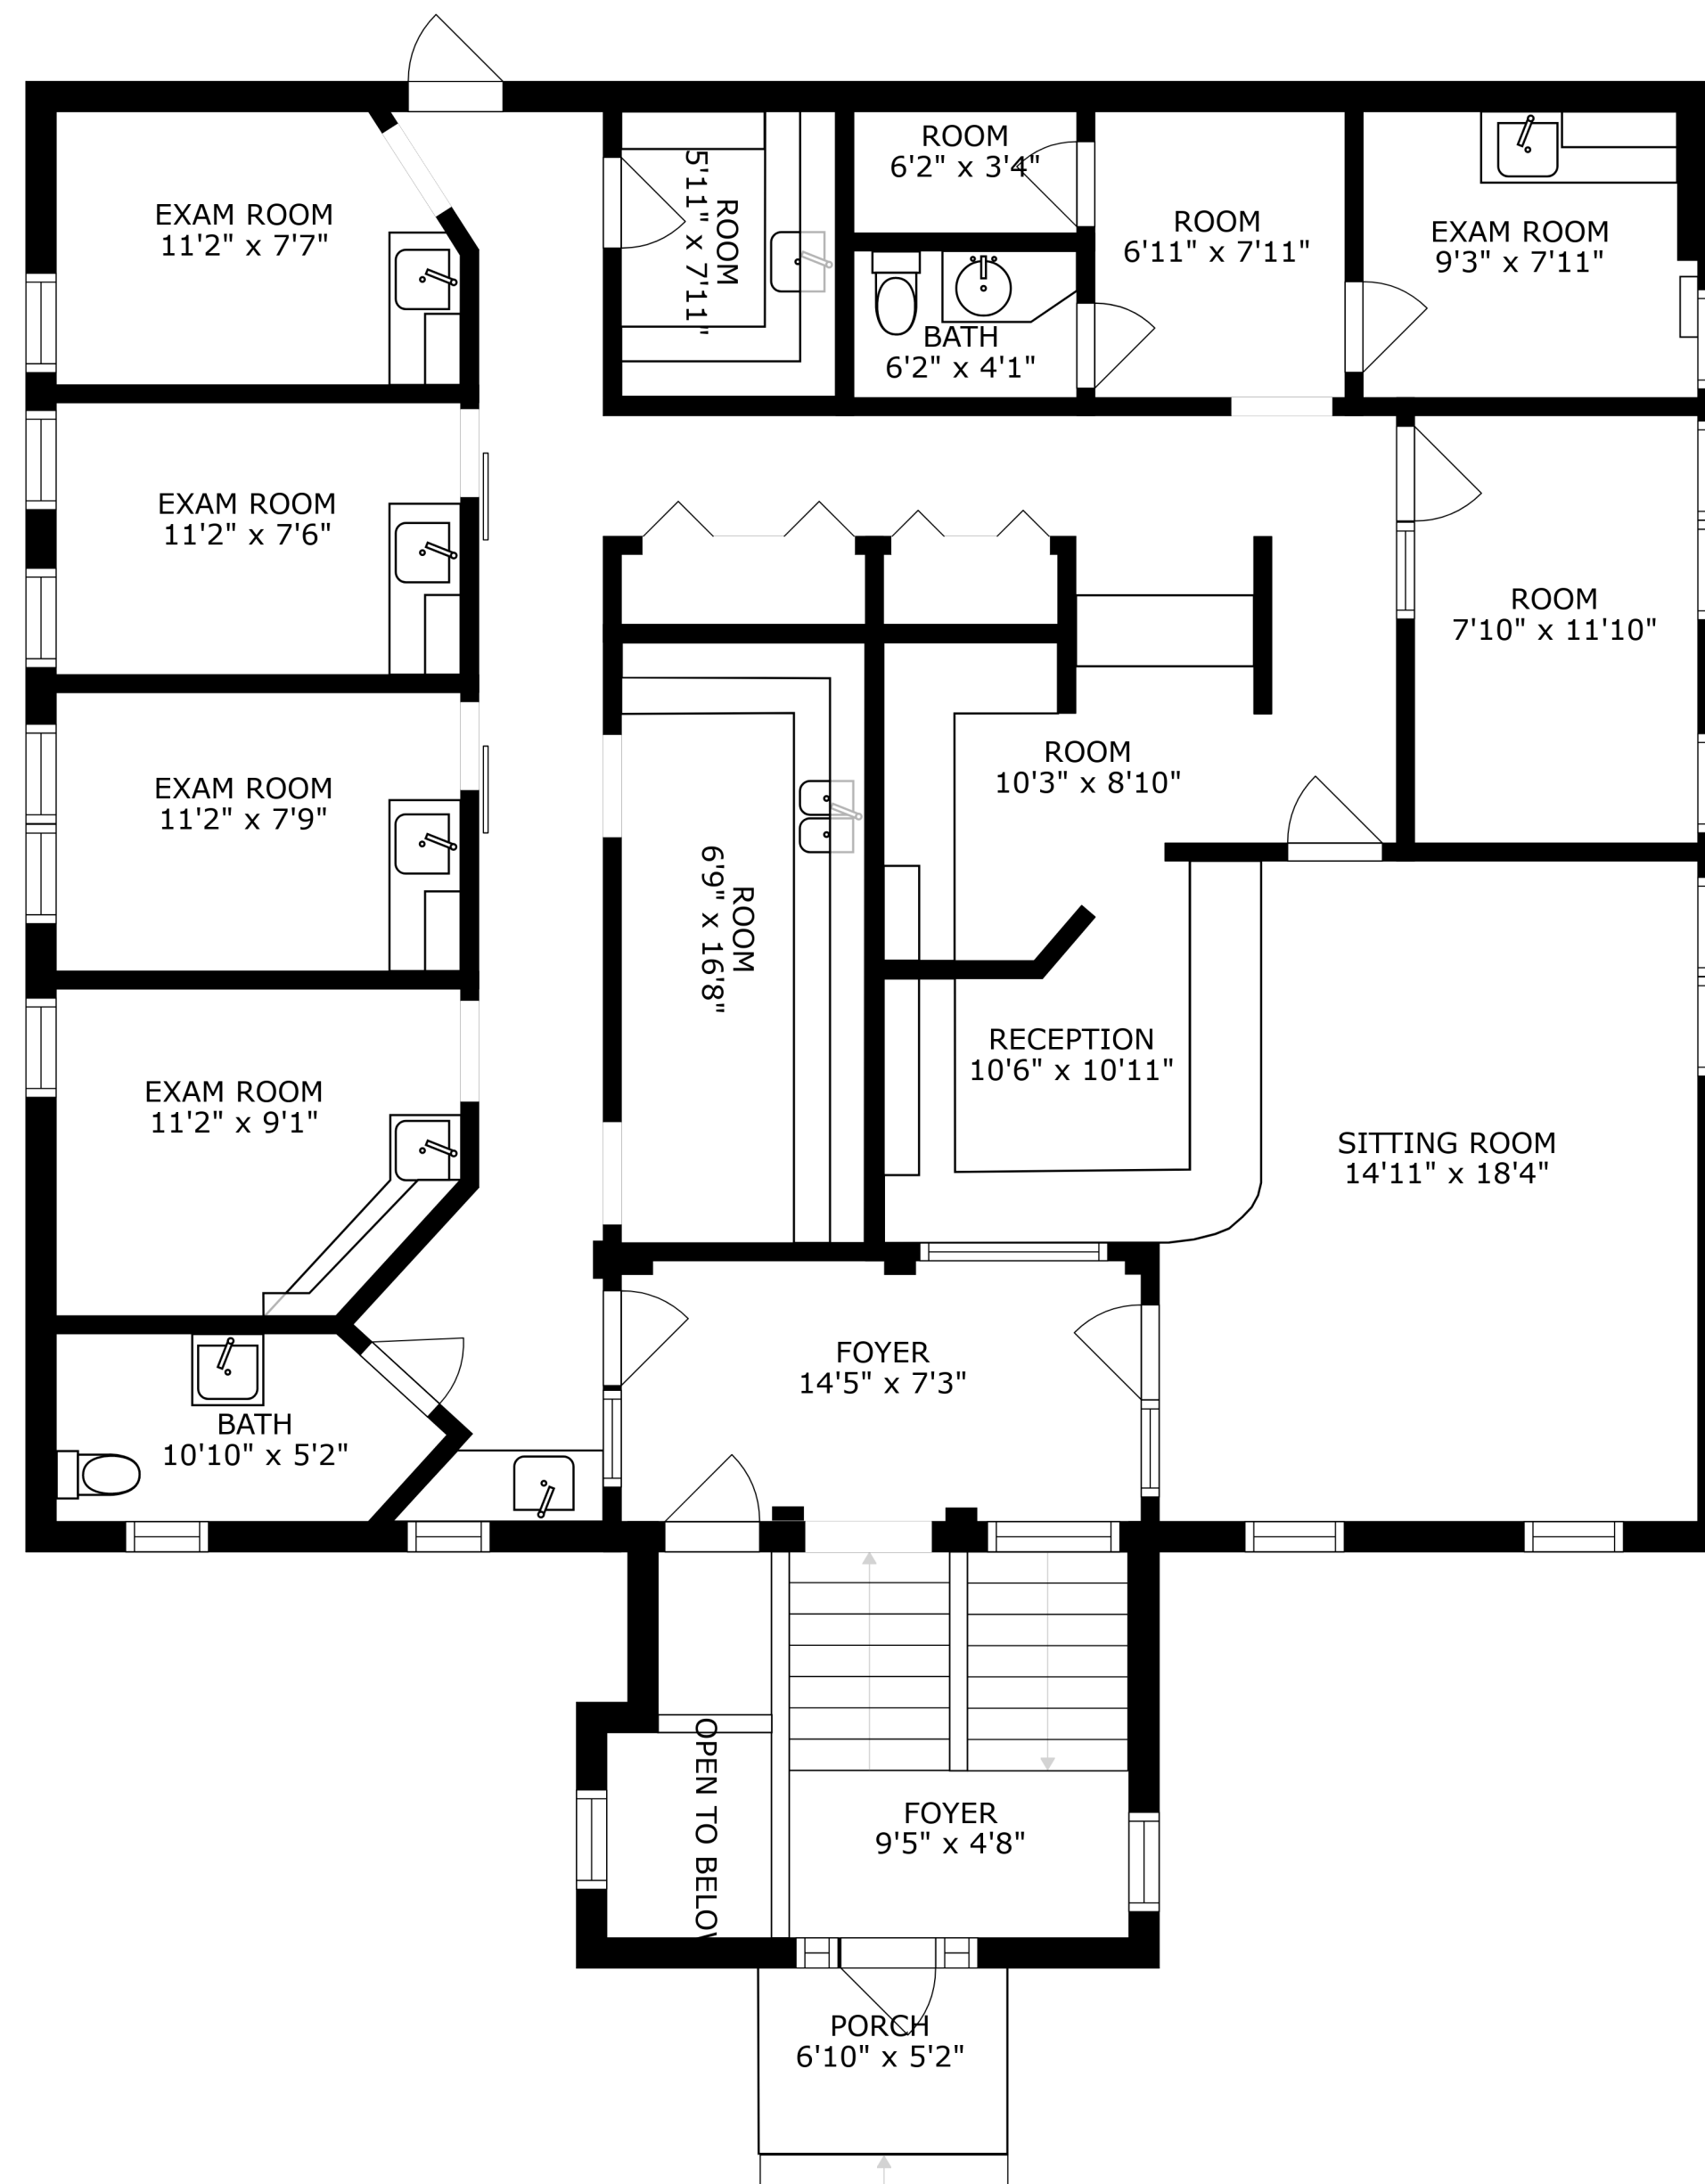 ROOM
6'2" x 3'4"
EXAM ROOM
11'2" x 7'7"
ROOM
5'11" x 7'11"
ROOM
6'11" x 7'11"
EXAM ROOM
9'3" x 7'11"
BATH
6'2" x 4'1"
EXAM ROOM
11'2" x 7'6"
ROOM
7'10" x 11'10"
ROOM
10'3" x 8'10"
EXAM ROOM
11'2" x 7'9"
ROOM
6'9" x 16'8"
RECEPTION
10'6" x 10'11"
EXAM ROOM
11'2" x 9'1"
SITTING ROOM
14'11" x 18'4"
FOYER
14'5" x 7'3"
BATH
10'10" x 5'2"
OPEN TO
FOYER
9'5" x 4'8"
PORCH
6'10" x 5'2"